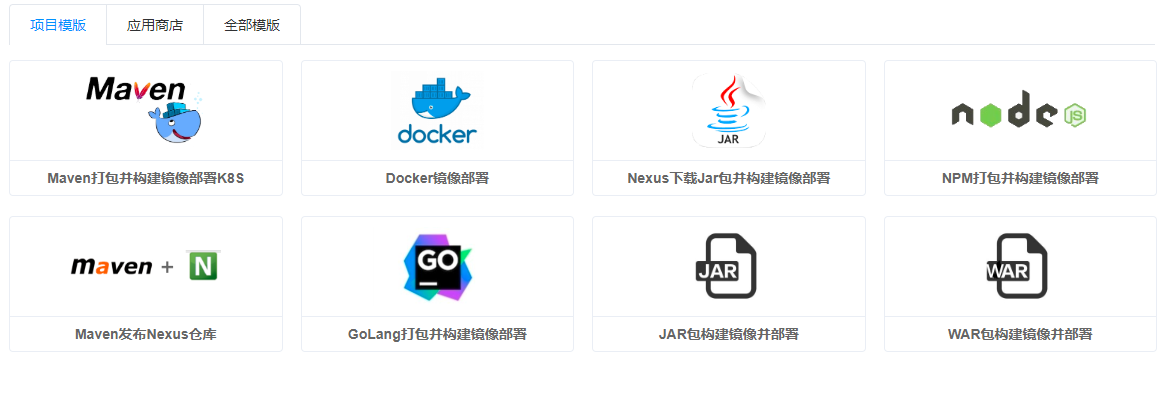 项目模版 应用商店 全部模版
Maven
docker
JAR
node JS
Maven打包并构建镜像部署K8S
Docker镜像部署
Nexus下载Jar包并构建镜像部署
NPM打包并构建镜像部署
maven + N
GO
JAR
WAR
Maven发布Nexus仓库
GoLang打包并构建镜像部署
JAR包构建镜像并部署
WAR包构建镜像并部署